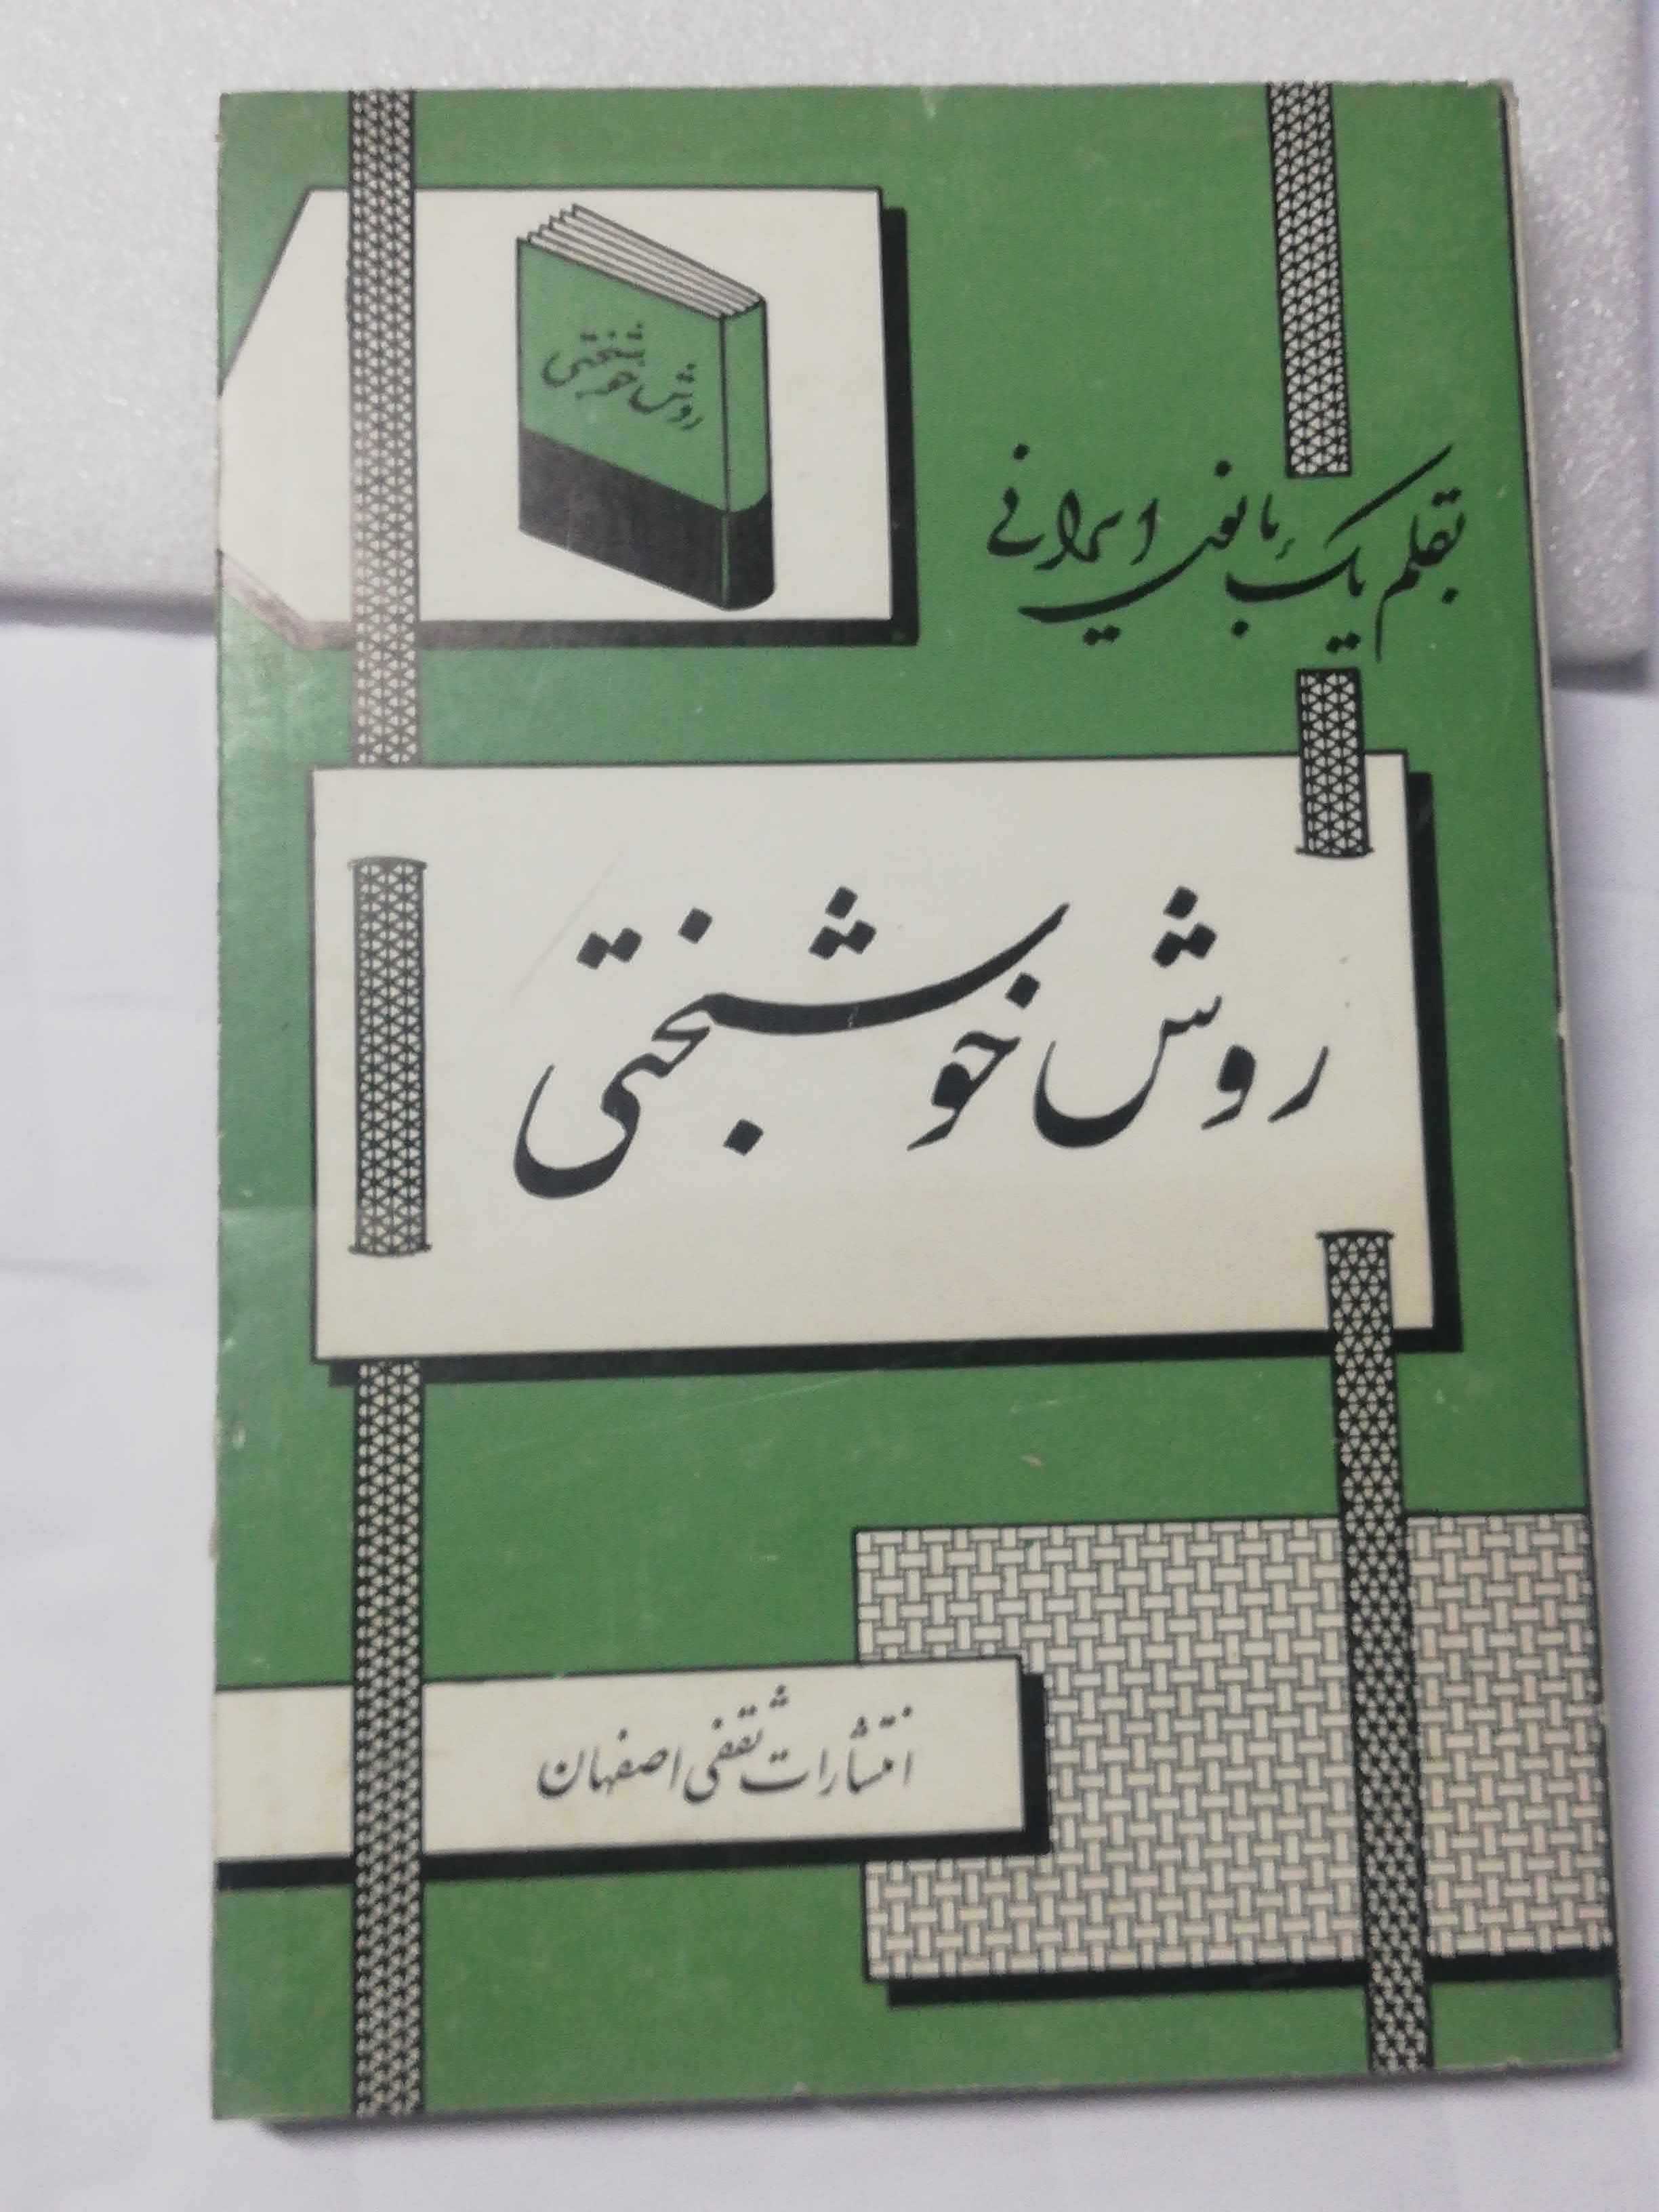 روش خوشبختی
بقلم یک بانوی ایرانی
روش خوشبختی
انتشارات ثقفی اصفهان